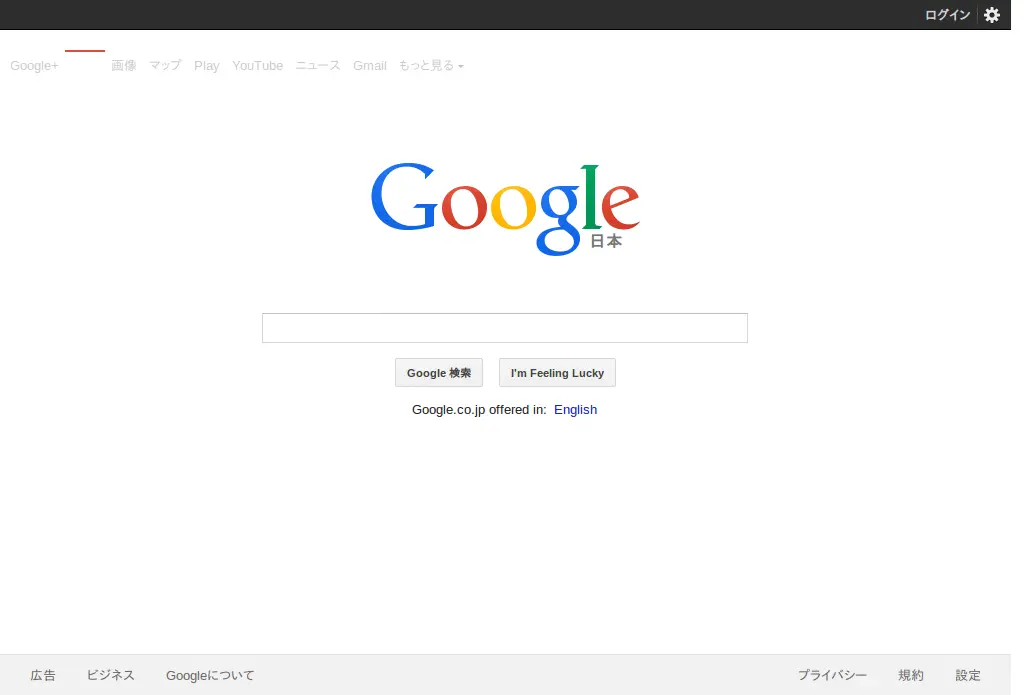 ログイン
Google+ 画像 マップ Play YouTube ニュース Gmail もっと見る
Google
日本
Google 検索 I'm Feeling Lucky
Google.co.jp offered in: English
広告 ビジネス Googleについて プライバシー 規約 設定